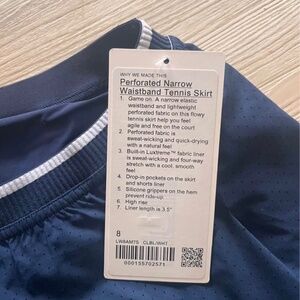 WHY WE MADE THIS
Perforated Narrow
Waistband Tennis Skirt
1. Game on. A narrow elastic
waistband and lightweight
perforated fabric on this flowy
tennis skirt help you feel
agile and free on the court
2. Perforated fabric is
sweat-wicking and quick-drying
with a natural feel
3. Built-in Luxtreme™ fabric liner
is sweat-wicking and four-way
stretch with a cool, smooth
feel
4. Drop-in pockets on the skirt
and shorts liner
5. Silicone grippers on the hem
prevent ride-up
6. High rise
7. Liner length is 3.5"
8
LW8AM7S CLBL/WHT
000155702571